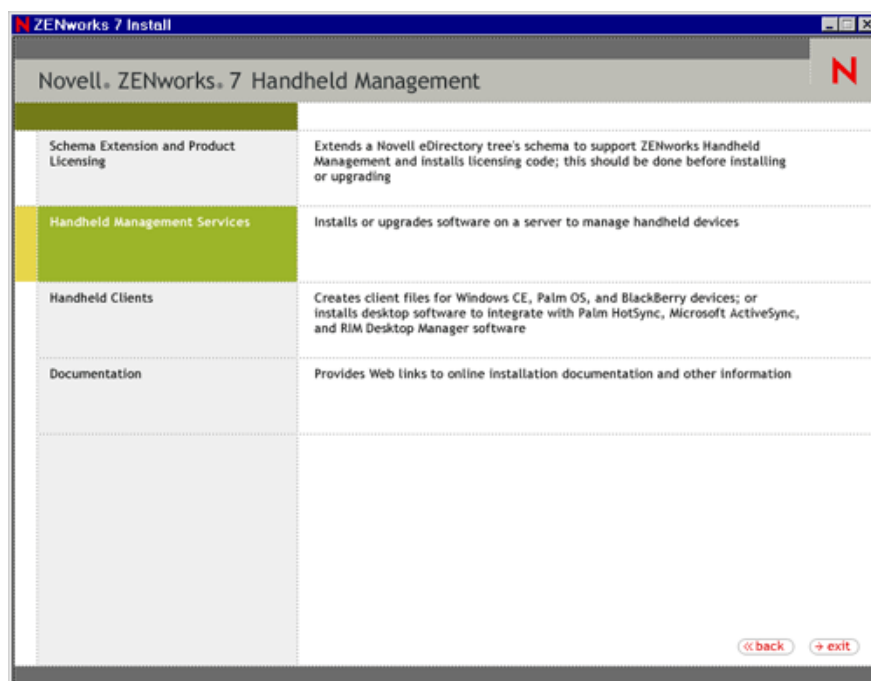 N ZENworks 7 Install
Novell® ZENworks® 7 Handheld Management
N
Schema Extension and Product
Licensing
Extends a Novell eDirectory tree's schema to support ZENworks Handheld
Management and installs licensing code; this should be done before installing
or upgrading
Handheld Management Services
Installs or upgrades software on a server to manage handheld devices
Handheld Clients
Creates client files for Windows CE, Palm OS, and BlackBerry devices; or
installs desktop software to integrate with Palm HotSync, Microsoft ActiveSync,
and RIM Desktop Manager software
Documentation
Provides Web links to online installation documentation and other information
back
exit